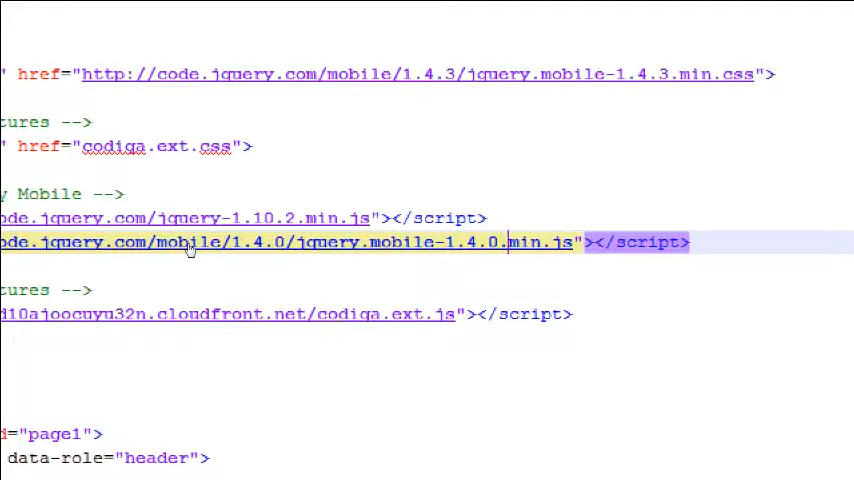 " href="http://code.jquery.com/mobile/1.4.3/jquery.mobile-1.4.3.min.css">
tures -->
" href="codiqa.ext.css">
y Mobile -->
ode.jquery.com/jquery-1.10.2.min.js"></script>
ode.jquery.com/mobile/1.4.0/jquery.mobile-1.4.0.min.js"></script>
tures -->
d10ajoocuyu32n.cloudfront.net/codiqa.ext.js"></script>
d="page1">
data-role="header">